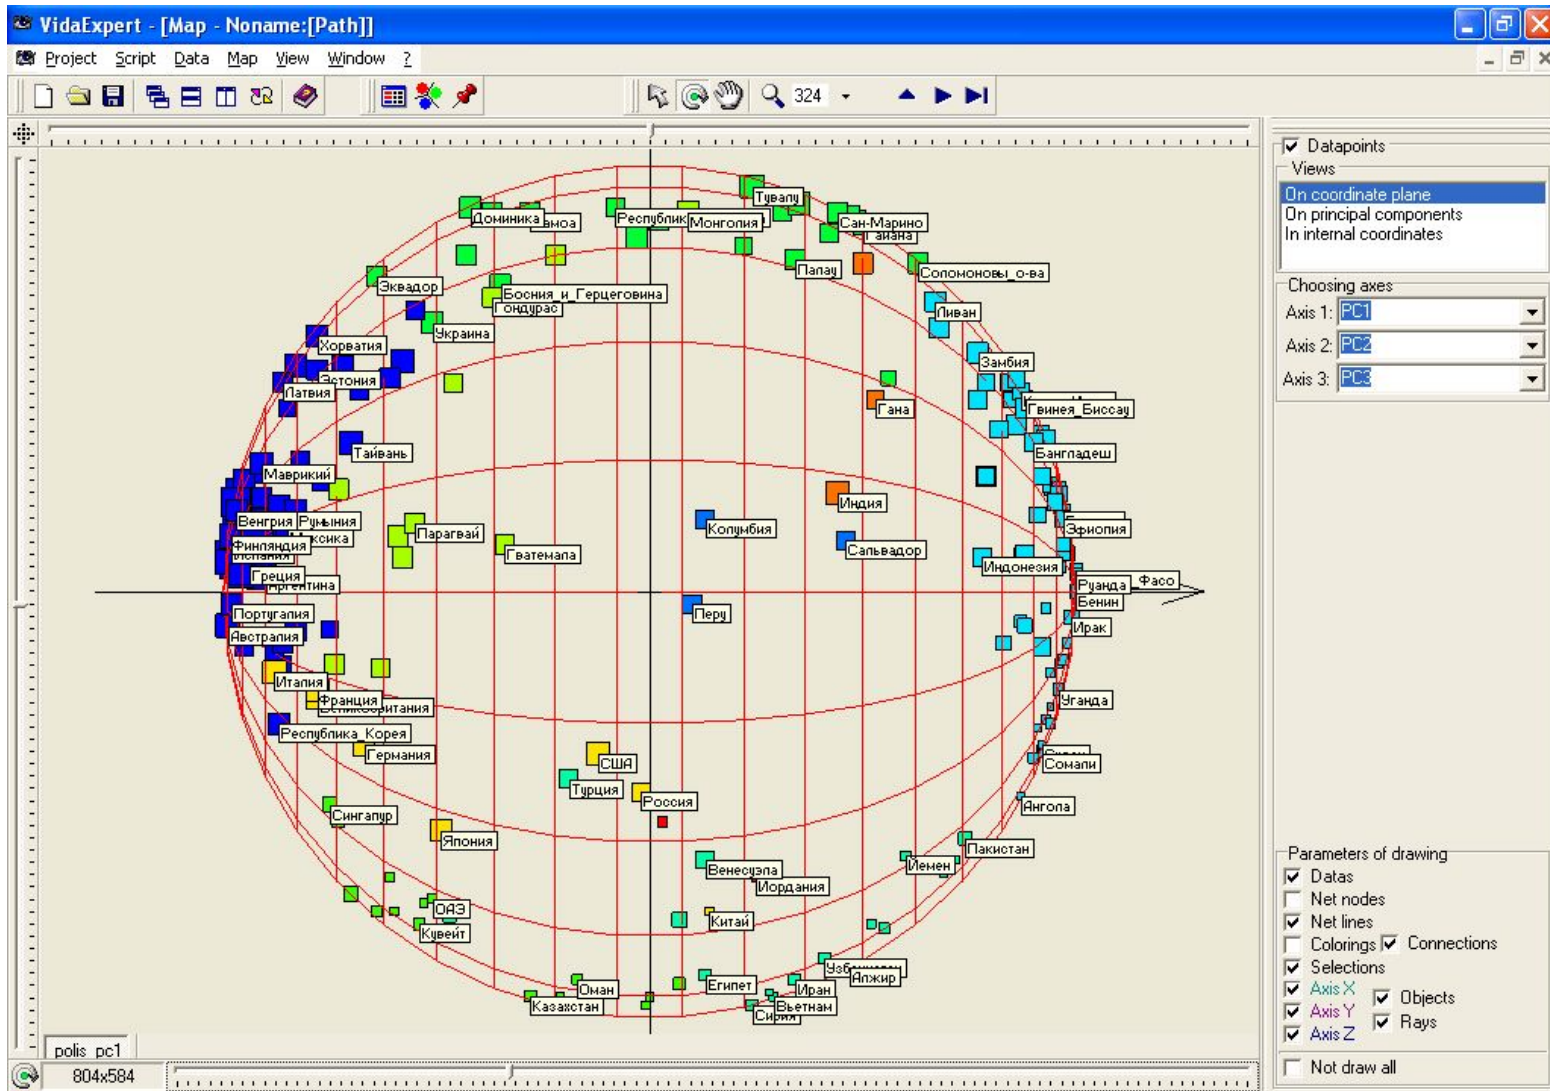 VidaExpert - [Map - Noname:[Path]]
Project Script Data Map View Window ?
324
Datapoints
Views
On coordinate plane
On principal components
In internal coordinates
Choosing axes
Axis 1: PC1
Axis 2: PC2
Axis 3: PC3
Тувалу
Доминика
Республик
Монголия
Сан-Марино
Палау
Соломоновы_о-ва
Эквадор
Босния_и_Герцеговина
Гондурас
Ливан
Украина
Хорватия
Замбия
Эстония
Латвия
Гана
Гвинея_Биссау
Тайвань
Бангладеш
Маврикий
Индия
Венгрия
Румыния
Колумбия
Эфиопия
Парагвай
Финляндия
Гватемала
Сальвадор
Индонезия
Греция
Аргентина
Руанда
Фасо
Бенин
Португалия
Перу
Ирак
Австралия
Италия
Франция
Уганда
Республика_Корея
Германия
США
Сомали
Турция
Россия
Ангола
Сингапур
Япония
Пакистан
Йемен
Венесуэла
Иордания
ОАЭ
Китай
Кувейт
Алжир
Оман
Египет
Иран
Казахстан
Вьетнам
Parameters of drawing
Datas
Net nodes
Net lines
Colorings Connections
Selections
Axis X
Objects
Axis Y
Rays
Axis Z
Not draw all
polis_pc1
804x584